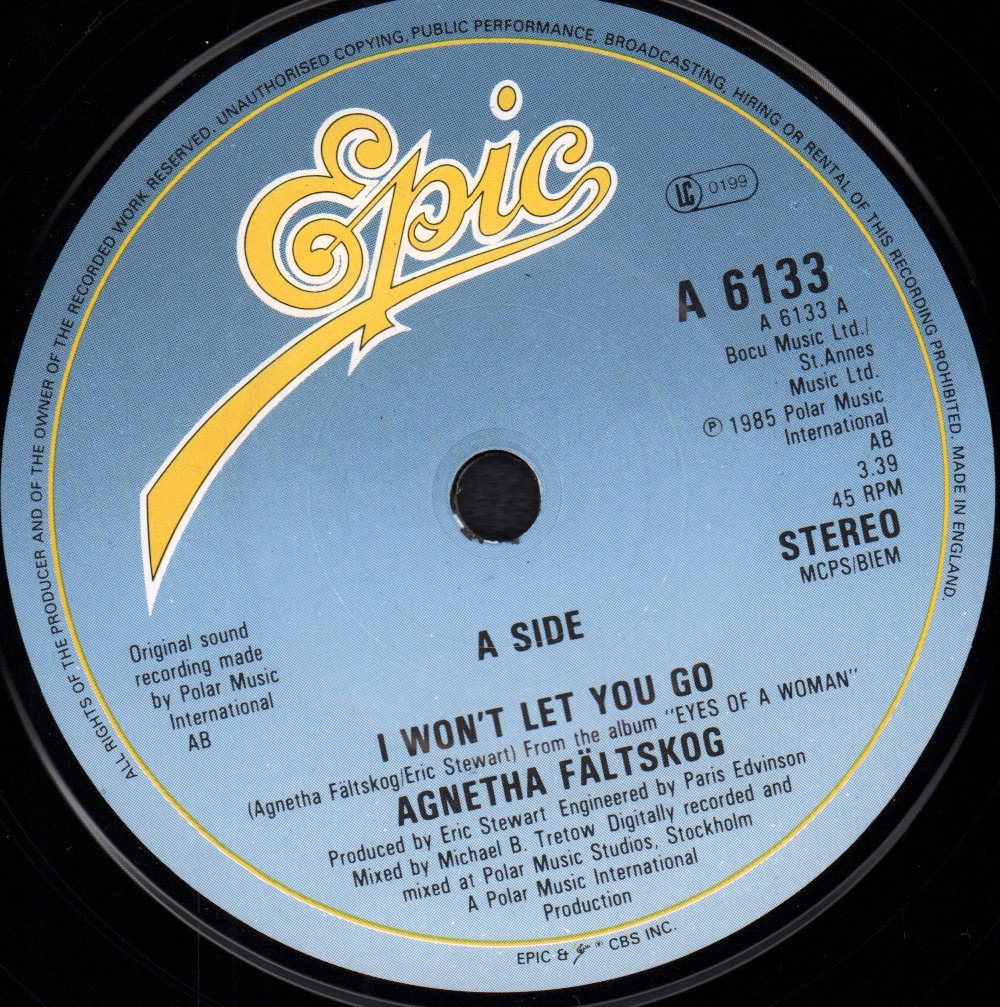 ALL RIGHTS OF THE PRODUCER AND OF THE OWNER OF THE RECORDED WORK RESERVED. UNAUTHORISED COPYING, PUBLIC PERFORMANCE, BROADCASTING, HIRING OR RENTAL OF THIS RECORDING PROHIBITED. MADE IN ENGLAND.
Epic
LC 0199
A 6133
A 6133 A
Bocu Music Ltd./
St.Annes
Music Ltd.
℗ 1985 Polar Music
International
AB
3.39
45 RPM
STEREO
MCPS/BIEM
Original sound
recording made
by Polar Music
International
AB
A SIDE
I WON'T LET YOU GO
(Agnetha Fältskog/Eric Stewart) From the album "EYES OF A WOMAN"
AGNETHA FÄLTSKOG
Produced by Eric Stewart Engineered by Paris Edvinson
Mixed by Michael B. Tretow Digitally recorded and
mixed at Polar Music Studios, Stockholm
A Polar Music International
Production
EPIC & Epic ® CBS INC.